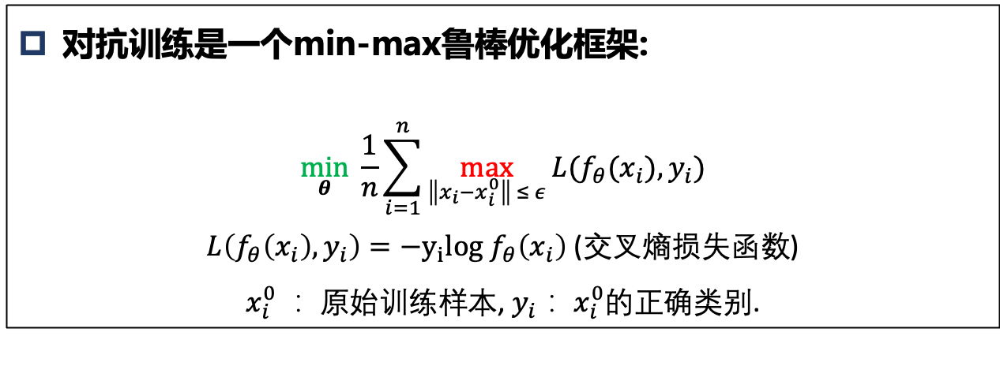 对抗训练是一个min-max鲁棒优化框架:
$\min_{\theta} \frac{1}{n} \sum_{i=1}^{n} \max_{\|x_i - x_i^0\| \leq \epsilon} L(f_\theta(x_i), y_i)$
$L(f_\theta(x_i), y_i) = -\mathrm{y_i log} f_\theta(x_i)$ (交叉熵损失函数)
$x_i^0$ : 原始训练样本, $y_i$ : $x_i^0$的正确类别.